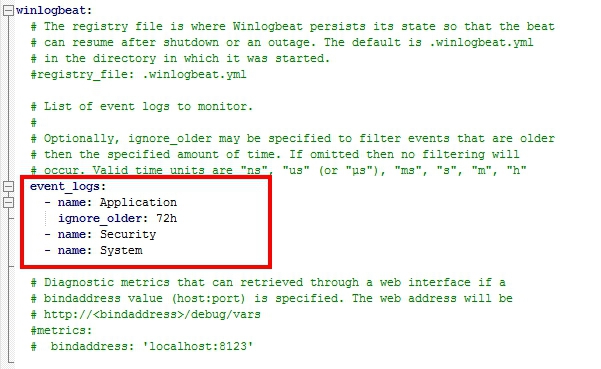 winlogbeat:
# The registry file is where Winlogbeat persists its state so that the beat
# can resume after shutdown or an outage. The default is .winlogbeat.yml
# in the directory in which it was started.
#registry_file: .winlogbeat.yml
# List of event logs to monitor.
#
# Optionally, ignore_older may be specified to filter events that are older
# then the specified amount of time. If omitted then no filtering will
# occur. Valid time units are "ns", "us" (or "µs"), "ms", "s", "m", "h"
event_logs:
- name: Application
ignore_older: 72h
- name: Security
- name: System
# Diagnostic metrics that can retrieved through a web interface if a
# bindaddress value (host:port) is specified. The web address will be
# http://<bindaddress>/debug/vars
#metrics:
#  bindaddress: 'localhost:8123'